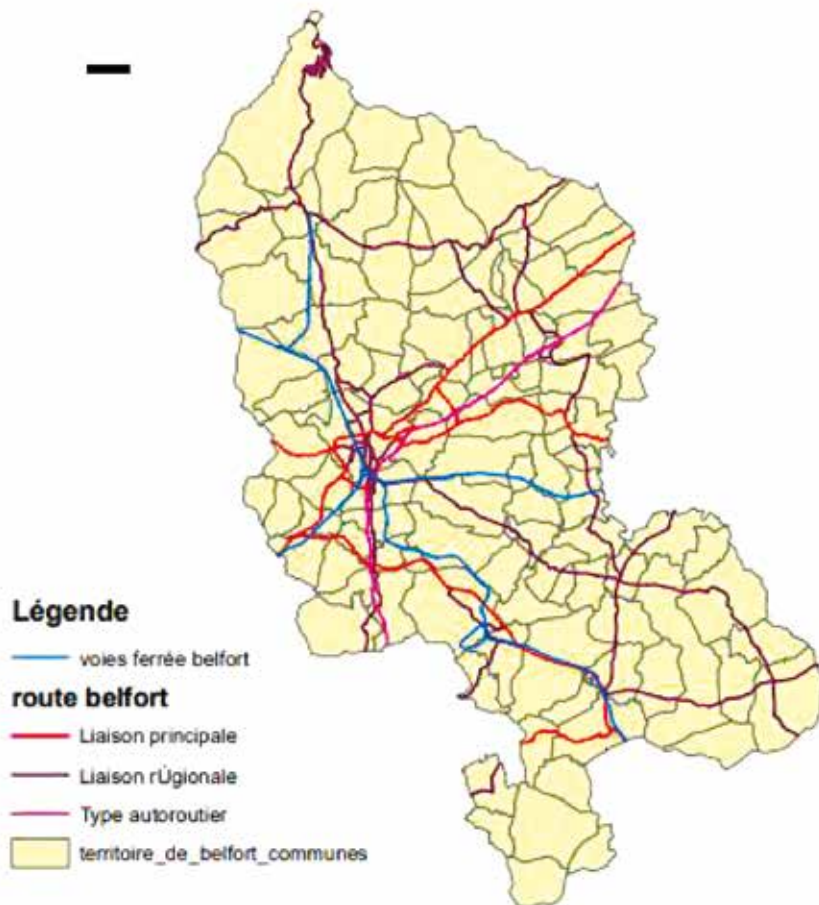 Légende
voies ferrée belfort
route belfort
Liaison principale
Liaison rÚgionale
Type autoroutier
territoire_de_belfort_communes